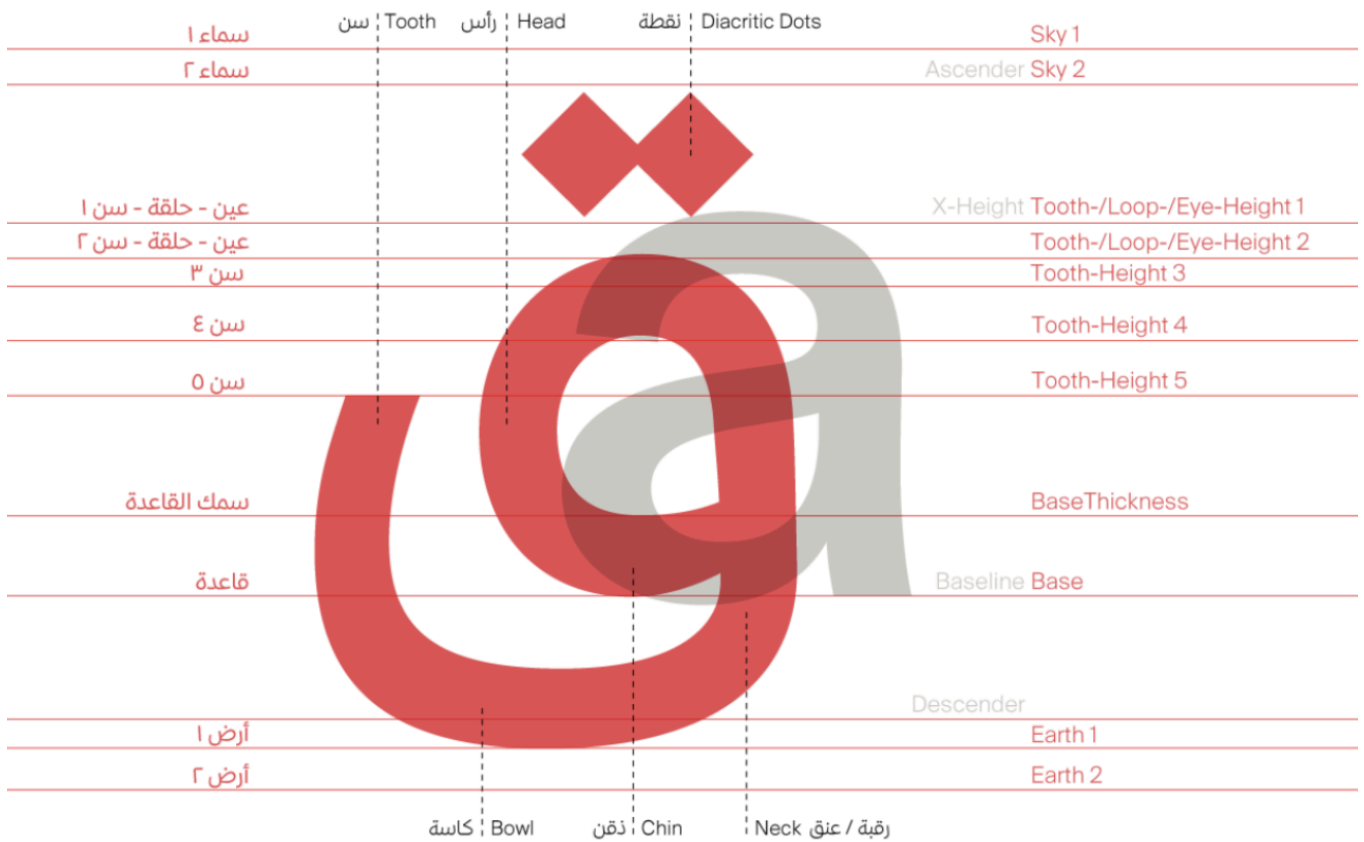 سن ¦ Tooth
رأس ¦ Head
نقطة ¦ Diacritic Dots
سماء ١ Sky 1
سماء ٢ Ascender Sky 2
عين - حلقة - سن ١ X-Height Tooth-/Loop-/Eye-Height 1
عين - حلقة - سن ٢ Tooth-/Loop-/Eye-Height 2
سن ٣ Tooth-Height 3
سن ٤ Tooth-Height 4
سن ٥ Tooth-Height 5
ق
a
سمك القاعدة BaseThickness
قاعدة Baseline Base
Descender
أرض ١ Earth 1
أرض ٢ Earth 2
كاسة ¦ Bowl
ذقن ¦ Chin
Neck رقبة / عنق